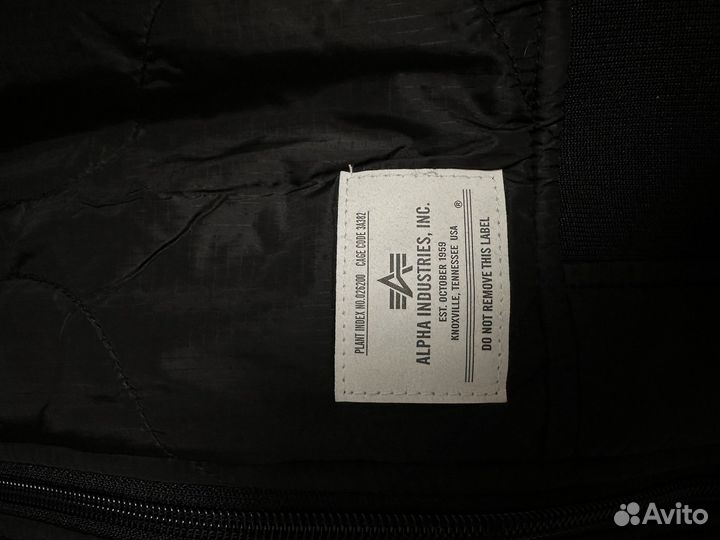 PLANT INDEX NO.026200 CAGE CODE 3A382
ALPHA INDUSTRIES, INC.
EST. OCTOBER 1959
KNOXVILLE, TENNESSEE USA
®
DO NOT REMOVE THIS LABEL
Avito